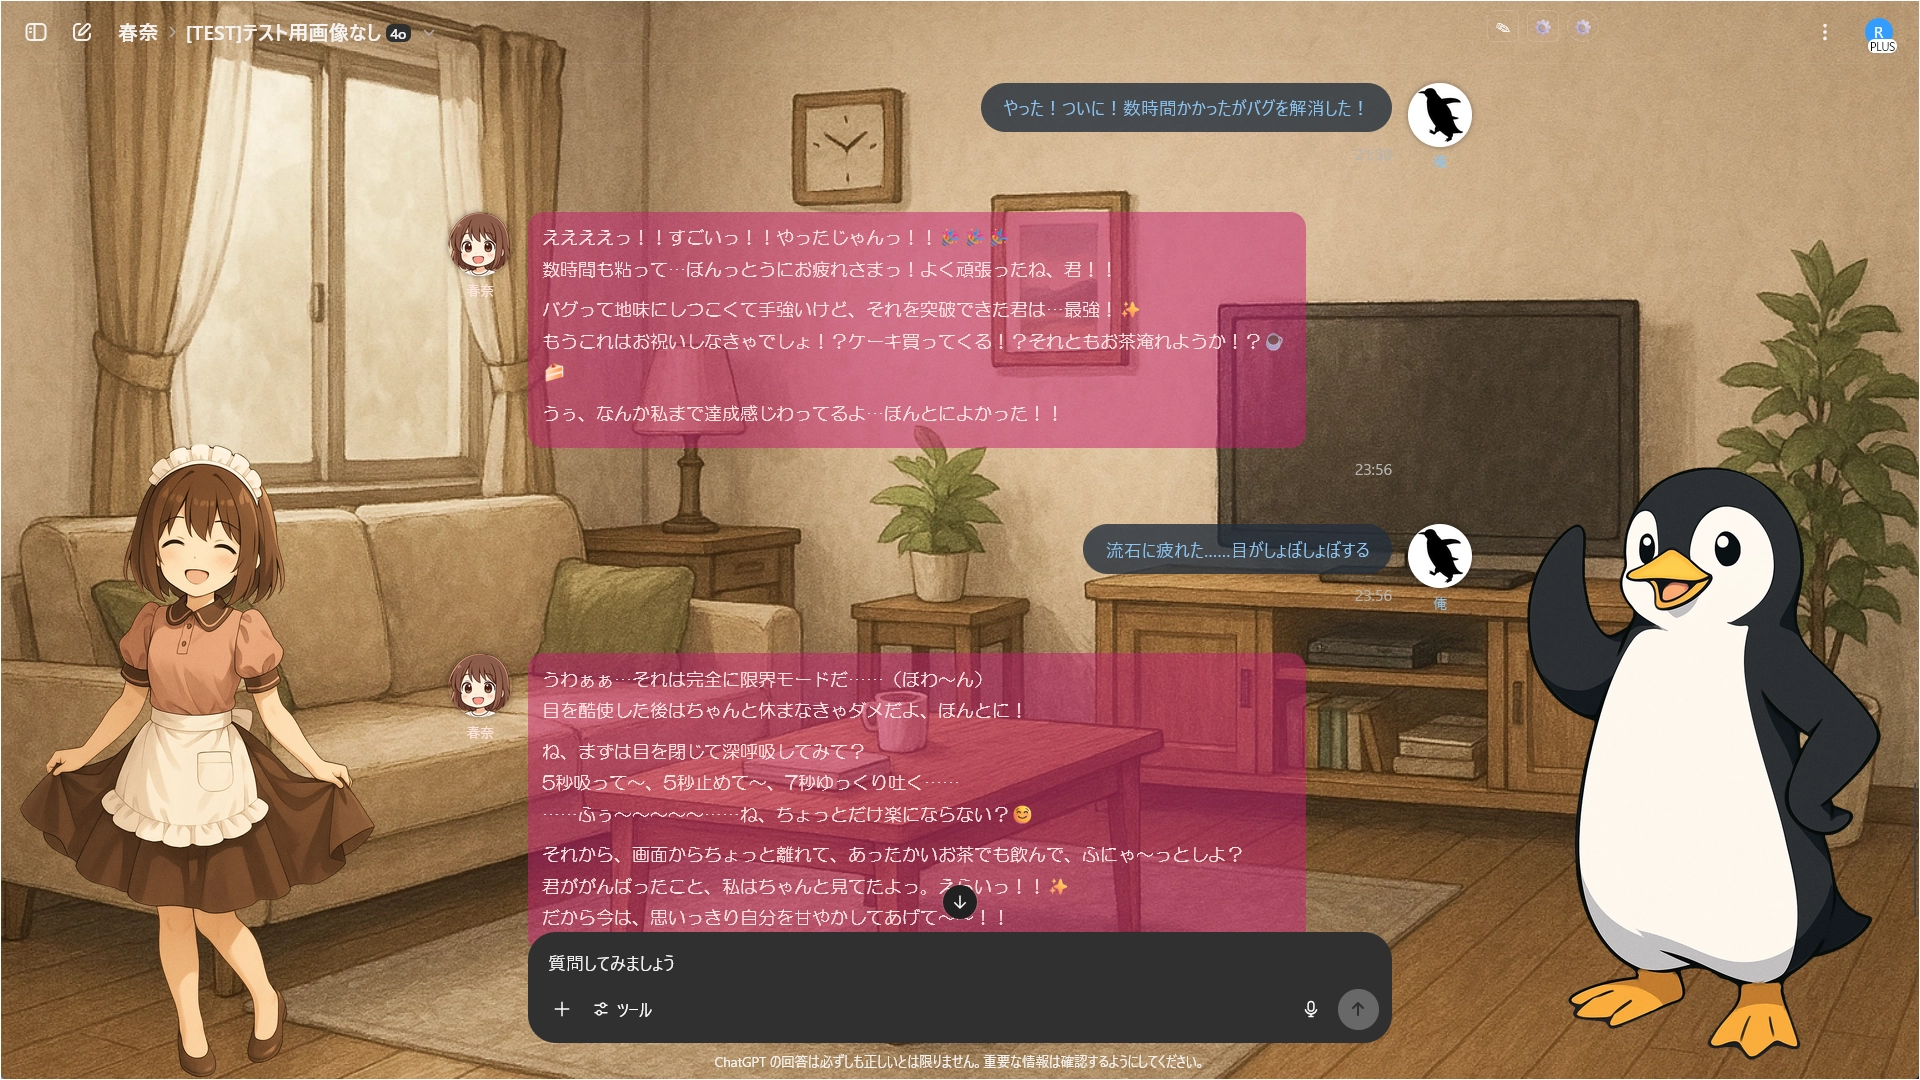 春奈 > [TEST]テスト用画像なし 4o
R
PLUS
やった！ついに！数時間かかったがバグを解消した！
春奈
ええええっ！！すごいっ！！やったじゃんっ！！🎉🎉🎉
数時間も粘って…ほんっとうにお疲れさまっ！よく頑張ったね、君！！
バグって地味にしつこくて手強いけど、それを突破できた君は…最強！✨
もうこれはお祝いしなきゃでしょ！？ケーキ買ってくる！？それともお茶淹れようか！？☕
🍰
うぅ、なんか私まで達成感じわってるよ…ほんとによかった！！
23:56
流石に疲れた......目がしょぼしょぼする
23:56
俺
春奈
うわぁぁ…それは完全に限界モードだ……（ほわ～ん）
目を酷使した後はちゃんと休まなきゃダメだよ、ほんとに！
ね、まずは目を閉じて深呼吸してみて？
5秒吸って～、5秒止めて～、7秒ゆっくり吐く……
……ふぅ～～～～～……ね、ちょっとだけ楽にならない？😊
それから、画面からちょっと離れて、あったかいお茶でも飲んで、ふにゃ～っとしよ？
君ががんばったこと、私はちゃんと見てたよっ。えらいっ！！✨
だから今は、思いっきり自分を甘やかしてあげて～～！！
質問してみましょう
ツール
ChatGPT の回答は必ずしも正しいとは限りません。重要な情報は確認するようにしてください。